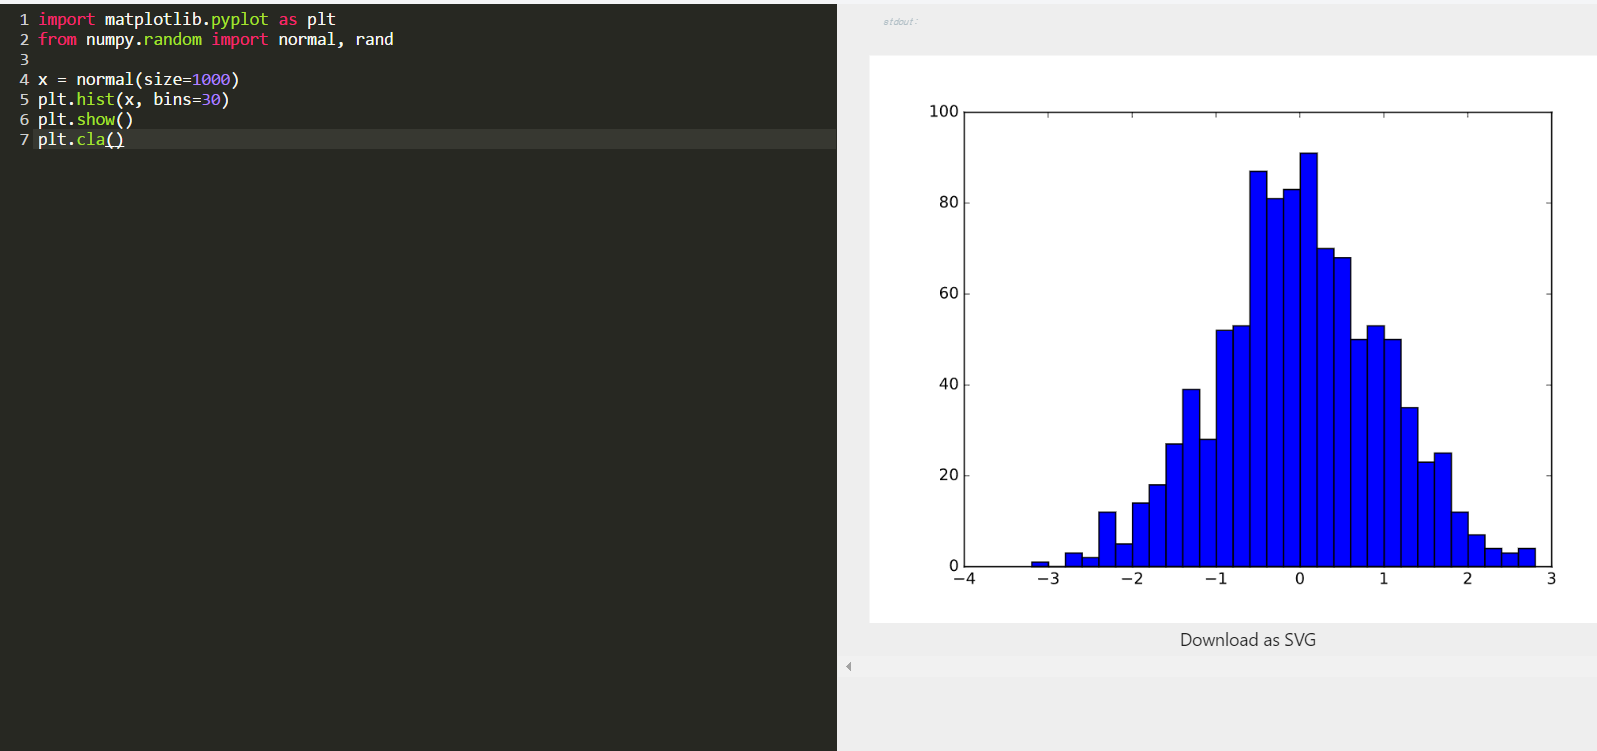 1 import matplotlib.pyplot as plt
2 from numpy.random import normal, rand
3
4 x = normal(size=1000)
5 plt.hist(x, bins=30)
6 plt.show()
7 plt.cla()
stdout:
100
80
60
40
20
0
−4 −3 −2 −1 0 1 2 3
Download as SVG